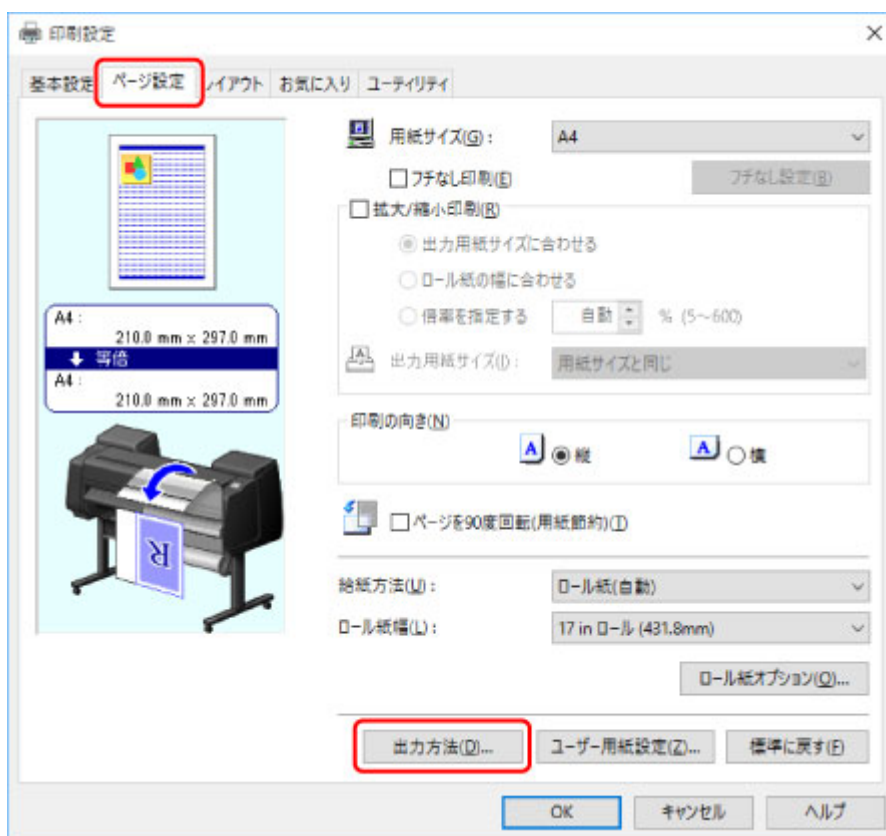 印刷設定
基本設定 ページ設定 レイアウト お気に入り ユーティリティ
用紙サイズ(G): A4
フチなし印刷(E) フチなし設定(B)
拡大/縮小印刷(R)
出力用紙サイズに合わせる
ロール紙の幅に合わせる
倍率を指定する 自動 % (5~600)
出力用紙サイズ(I): 用紙サイズと同じ
A4:
210.0 mm × 297.0 mm
等倍
A4:
210.0 mm × 297.0 mm
印刷の向き(N)
A 縦 A 横
ページを90度回転(用紙節約)(T)
R
給紙方法(U): ロール紙(自動)
ロール紙幅(L): 17 in ロール (431.8mm)
ロール紙オプション(O)...
出力方法(D)... ユーザー用紙設定(Z)... 標準に戻す(F)
OK キャンセル ヘルプ